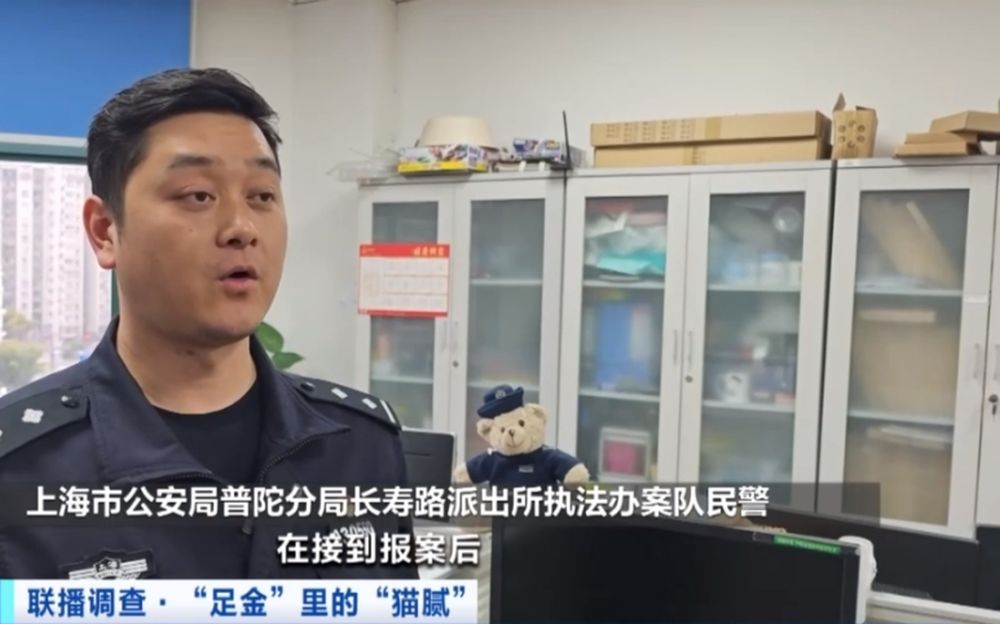 上海市公安局普陀分局长寿路派出所执法办案队民警
在接到报案后
联播调查·“足金”里的“猫腻”